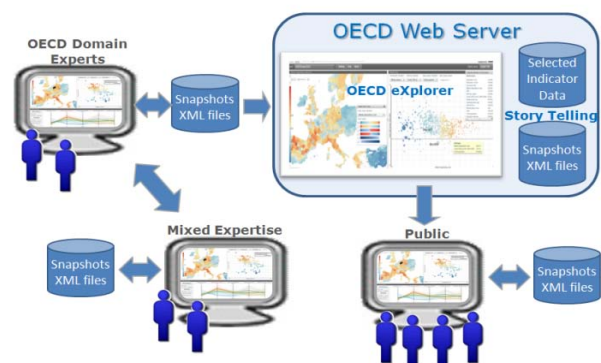 OECD Web Server
OECD Domain
Experts
Snapshots
XML files
OECD eXplorer
Selected
Indicator
Data
Story Telling
Snapshots
XML files
Mixed Expertise
Snapshots
XML files
Public
Snapshots
XML files